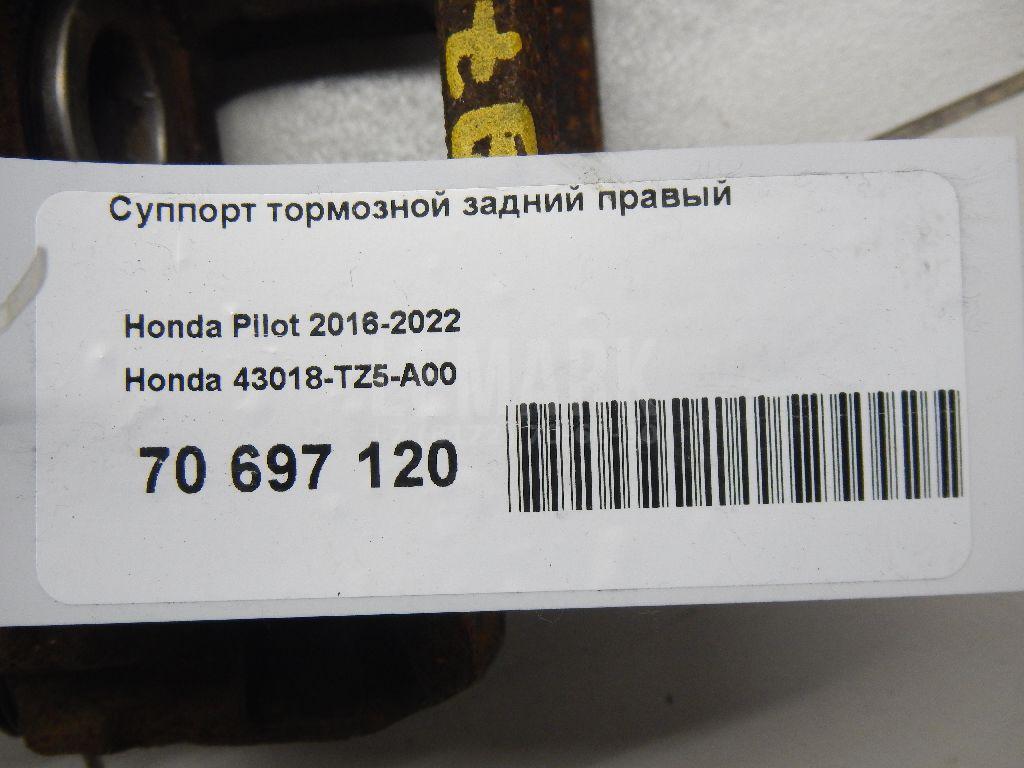 Суппорт тормозной задний правый
Honda Pilot 2016-2022
Honda 43018-TZ5-A00
70 697 120